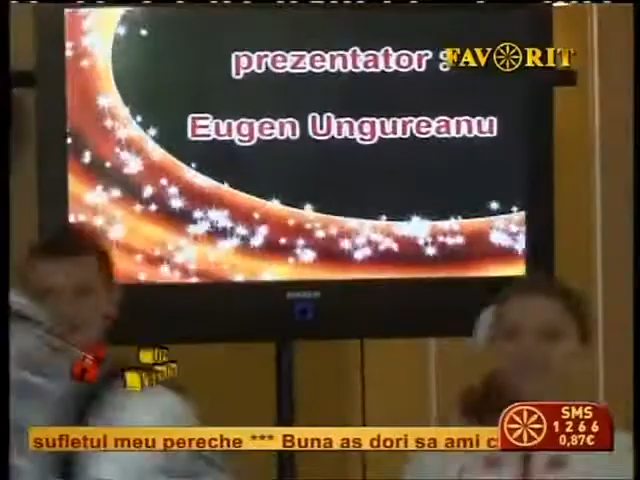 prezentator :
FAVORIT
Eugen Ungureanu
sufletul meu pereche *** Buna as dori sa ami c
SMS
1266
0,87€